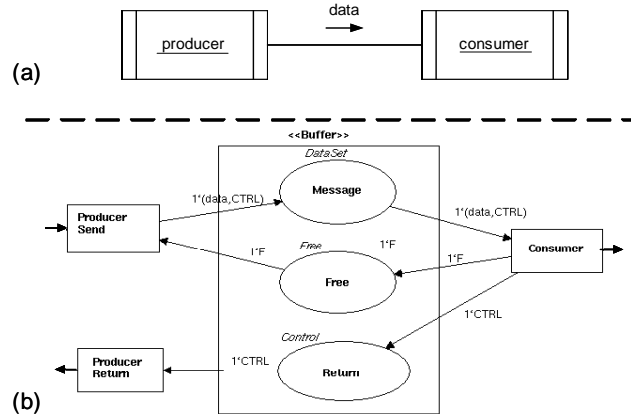 data
producer
consumer
(a)
<<Buffer>>
DataSet
Message
1`(data,CTRL)
1`(data,CTRL)
Producer
Send
Consumer
1`F
Free
1`F
1`F
Free
1`CTRL
Control
Producer
Return
1`CTRL
Return
(b)